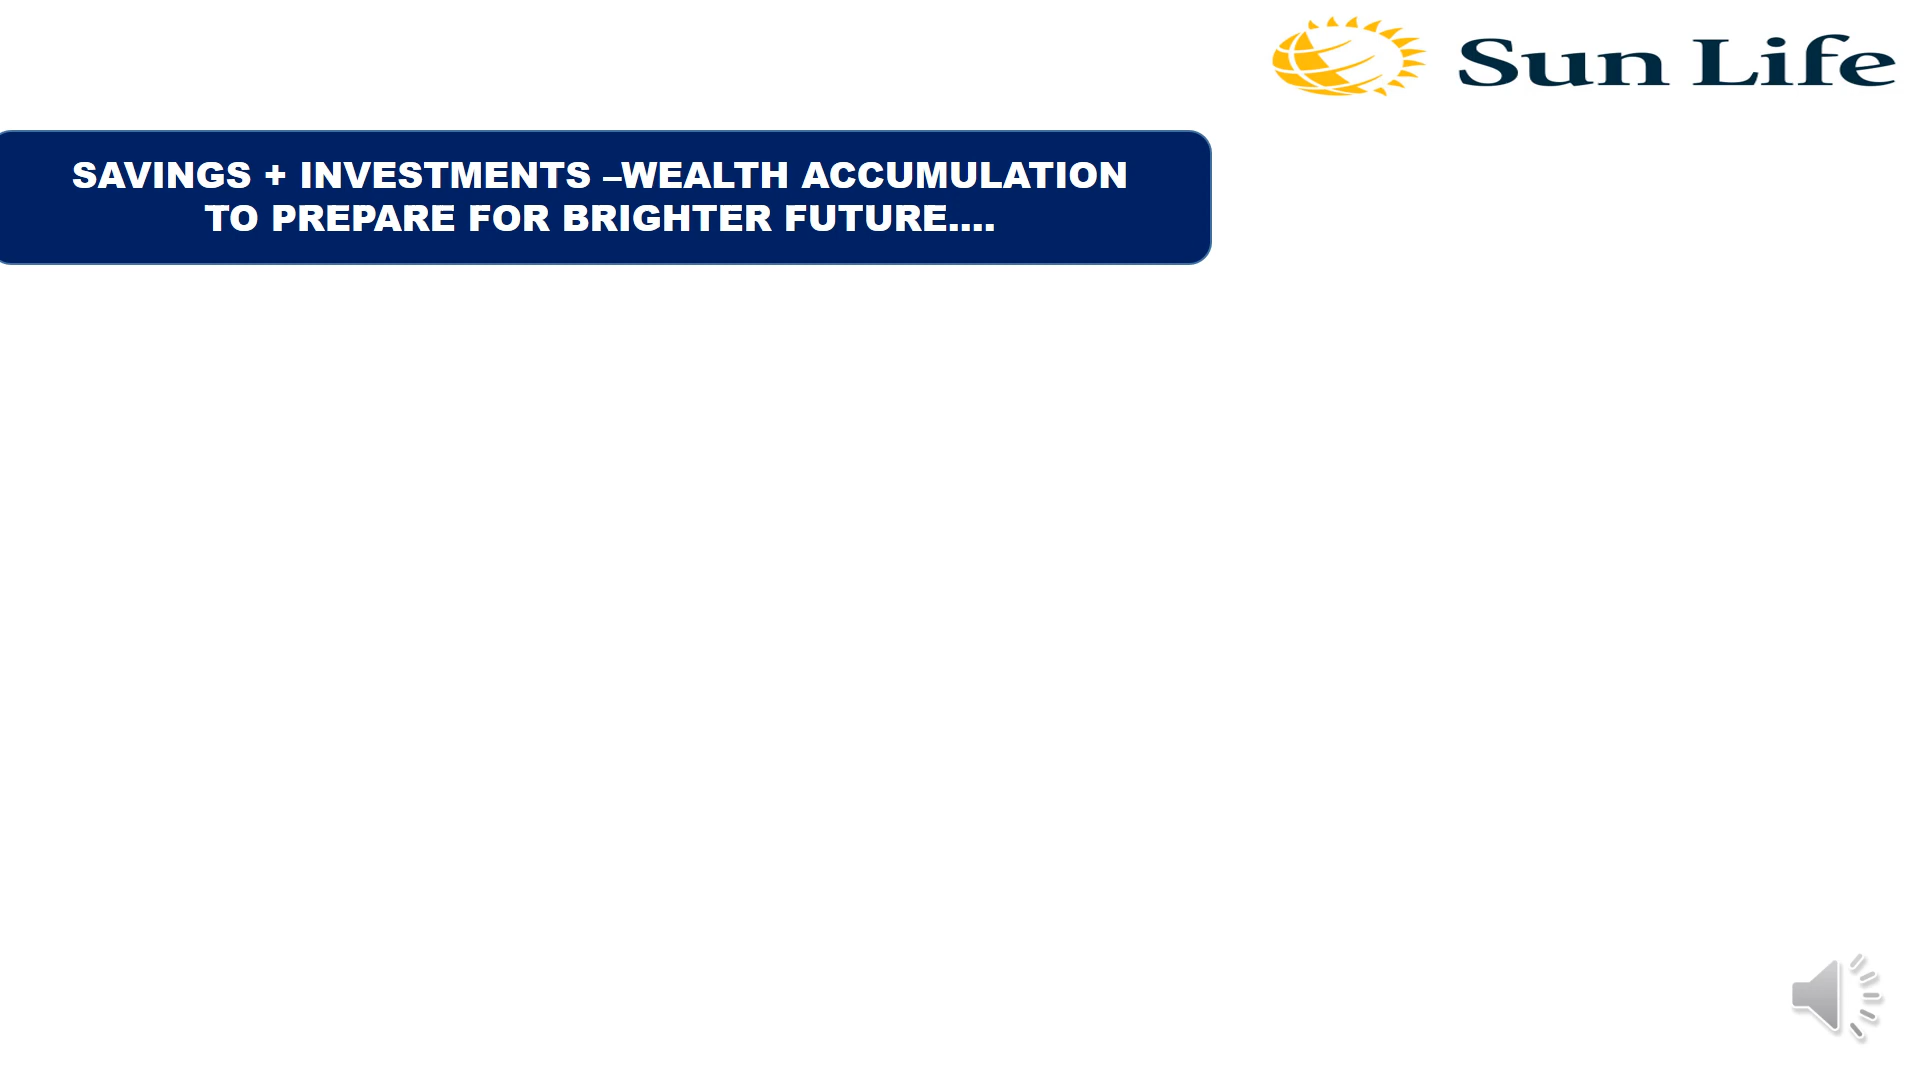 Sun Life
SAVINGS + INVESTMENTS –WEALTH ACCUMULATION
TO PREPARE FOR BRIGHTER FUTURE....